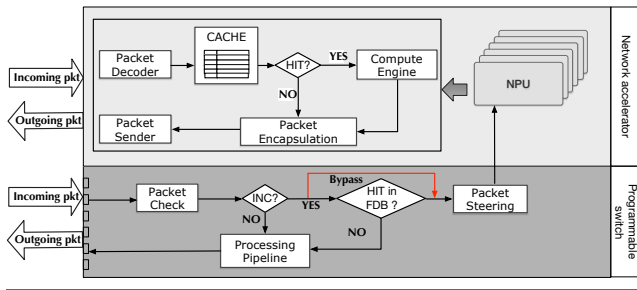 Incoming pkt
Outgoing pkt
Packet
Decoder
CACHE
HIT?
YES
Compute
Engine
NO
Packet
Sender
Packet
Encapsulation
NPU
Network accelerator
Incoming pkt
Outgoing pkt
Packet
Check
INC?
YES
Bypass
HIT in
FDB ?
Packet
Steering
NO
NO
Processing
Pipeline
Programmable
switch